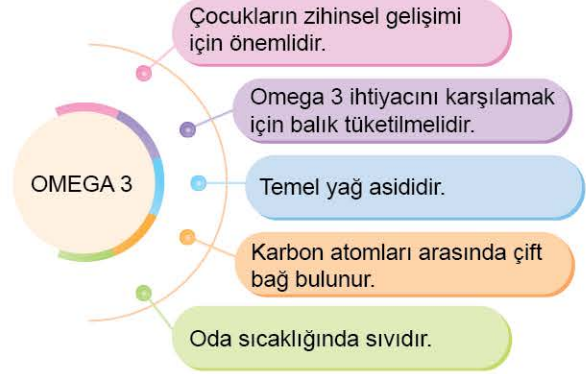 Çocukların zihinsel gelişimi
için önemlidir.
Omega 3 ihtiyacını karşılamak
için balık tüketilmelidir.
OMEGA 3
Temel yağ asididir.
Karbon atomları arasında çift
bağ bulunur.
Oda sıcaklığında sıvıdır.